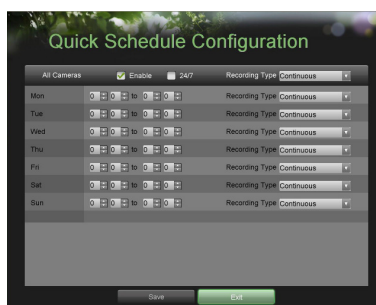 Quick Schedule Configuration
All Cameras Enable 24/7 Recording Type Continuous
Mon 0 0 to 0 0 Recording Type Continuous
Tue 0 0 to 0 0 Recording Type Continuous
Wed 0 0 to 0 0 Recording Type Continuous
Thu 0 0 to 0 0 Recording Type Continuous
Fri 0 0 to 0 0 Recording Type Continuous
Sat 0 0 to 0 0 Recording Type Continuous
Sun 0 0 to 0 0 Recording Type Continuous
Save Exit